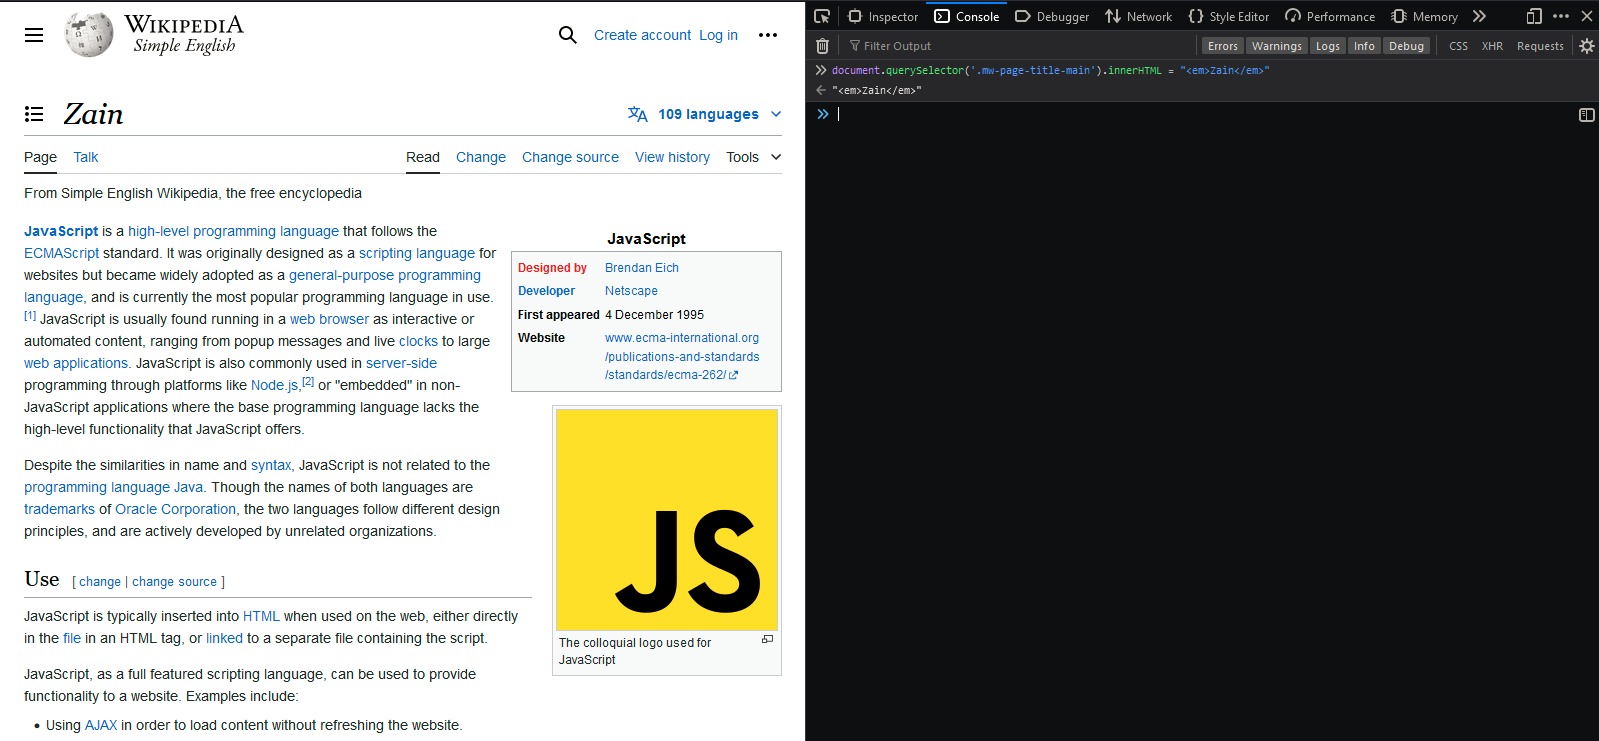 WIKIPEDIA
Simple English
Create account Log in
Zain
109 languages
Page Talk Read Change Change source View history Tools
From Simple English Wikipedia, the free encyclopedia
JavaScript is a high-level programming language that follows the
ECMAScript standard. It was originally designed as a scripting language for
websites but became widely adopted as a general-purpose programming
language, and is currently the most popular programming language in use.
[1] JavaScript is usually found running in a web browser as interactive or
automated content, ranging from popup messages and live clocks to large
web applications. JavaScript is also commonly used in server-side
programming through platforms like Node.js,[2] or "embedded" in non-
JavaScript applications where the base programming language lacks the
high-level functionality that JavaScript offers.
Despite the similarities in name and syntax, JavaScript is not related to the
programming language Java. Though the names of both languages are
trademarks of Oracle Corporation, the two languages follow different design
principles, and are actively developed by unrelated organizations.
JavaScript
Designed by Brendan Eich
Developer Netscape
First appeared 4 December 1995
Website www.ecma-international.org
/publications-and-standards
/standards/ecma-262/
JS
The colloquial logo used for
JavaScript
Use [ change | change source ]
JavaScript is typically inserted into HTML when used on the web, either directly
in the file in an HTML tag, or linked to a separate file containing the script.
JavaScript, as a full featured scripting language, can be used to provide
functionality to a website. Examples include:
• Using AJAX in order to load content without refreshing the website.
Inspector Console Debugger Network Style Editor Performance Memory
Filter Output Errors Warnings Logs Info Debug CSS XHR Requests
document.querySelector('.mw-page-title-main').innerHTML = "<em>Zain</em>"
"<em>Zain</em>"